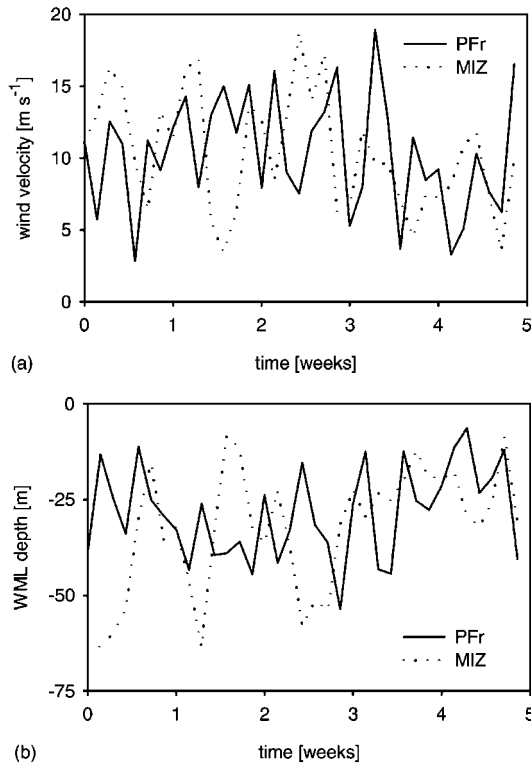 20
15
10
5
0
wind velocity [m s-1]
PFr
MIZ
0 1 2 3 4 5
(a)
time [weeks]
0
-25
-50
-75
WML depth [m]
PFr
MIZ
0 1 2 3 4 5
(b)
time [weeks]